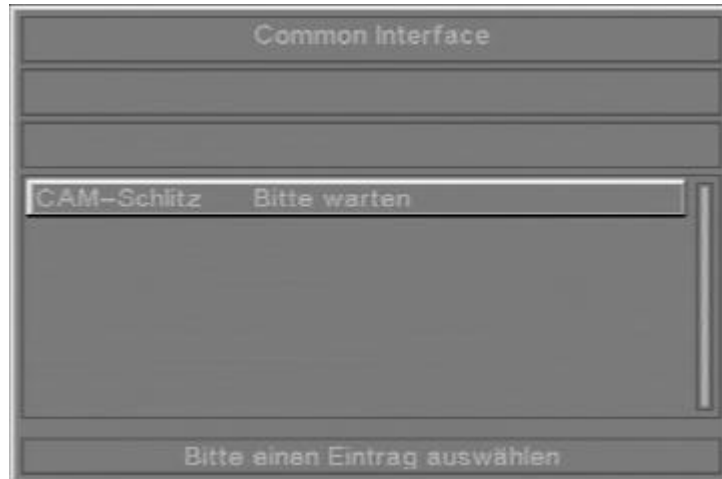 Common Interface
CAM-Schlitz Bitte warten
Bitte einen Eintrag auswählen